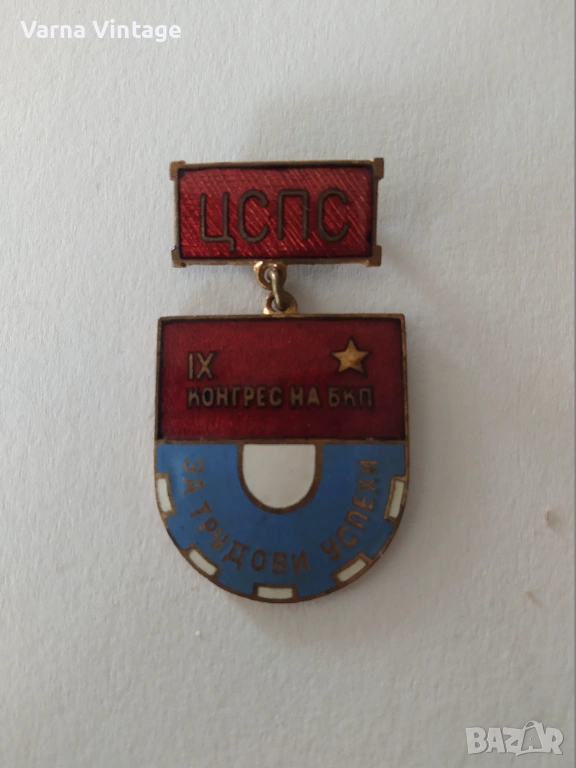 Varna Vintage
ЦСПС
IX
КОНГРЕС НА БКП
ЗА ТРУДОВИ УСПЕХИ
BAZAR